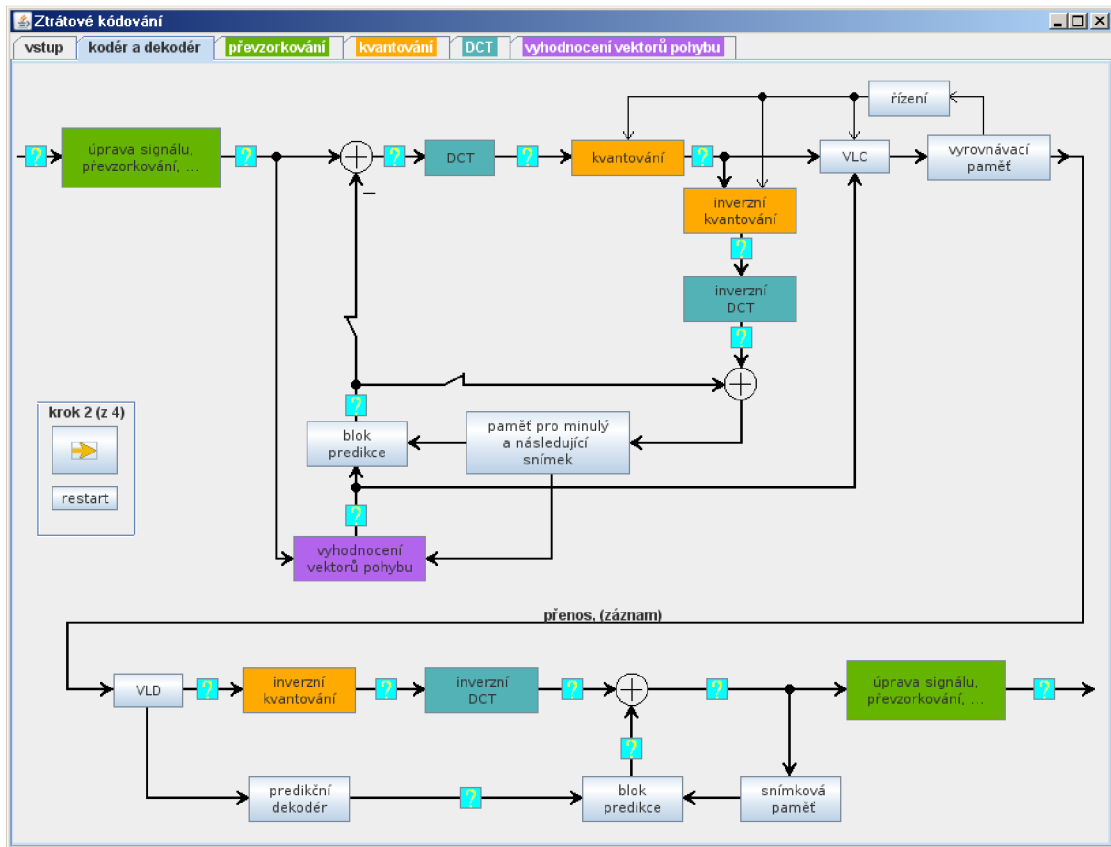 Ztrátové kódování
vstup kodér a dekodér převzorkování kvantování DCT vyhodnocení vektorů pohybu
řízení
? úprava signálu,
převzorkování, ...
?
?
DCT
?
kvantování
?
VLC
vyrovnávací
paměť
–
inverzní
kvantování
?
inverzní
DCT
?
?
krok 2 (z 4)
restart
blok
predikce
paměť pro minulý
a následující
snímek
?
vyhodnocení
vektorů pohybu
přenos, (záznam)
VLD
?
inverzní
kvantování
?
inverzní
DCT
?
?
úprava signálu,
převzorkování, ...
?
?
predikční
dekodér
?
blok
predikce
snímková
paměť